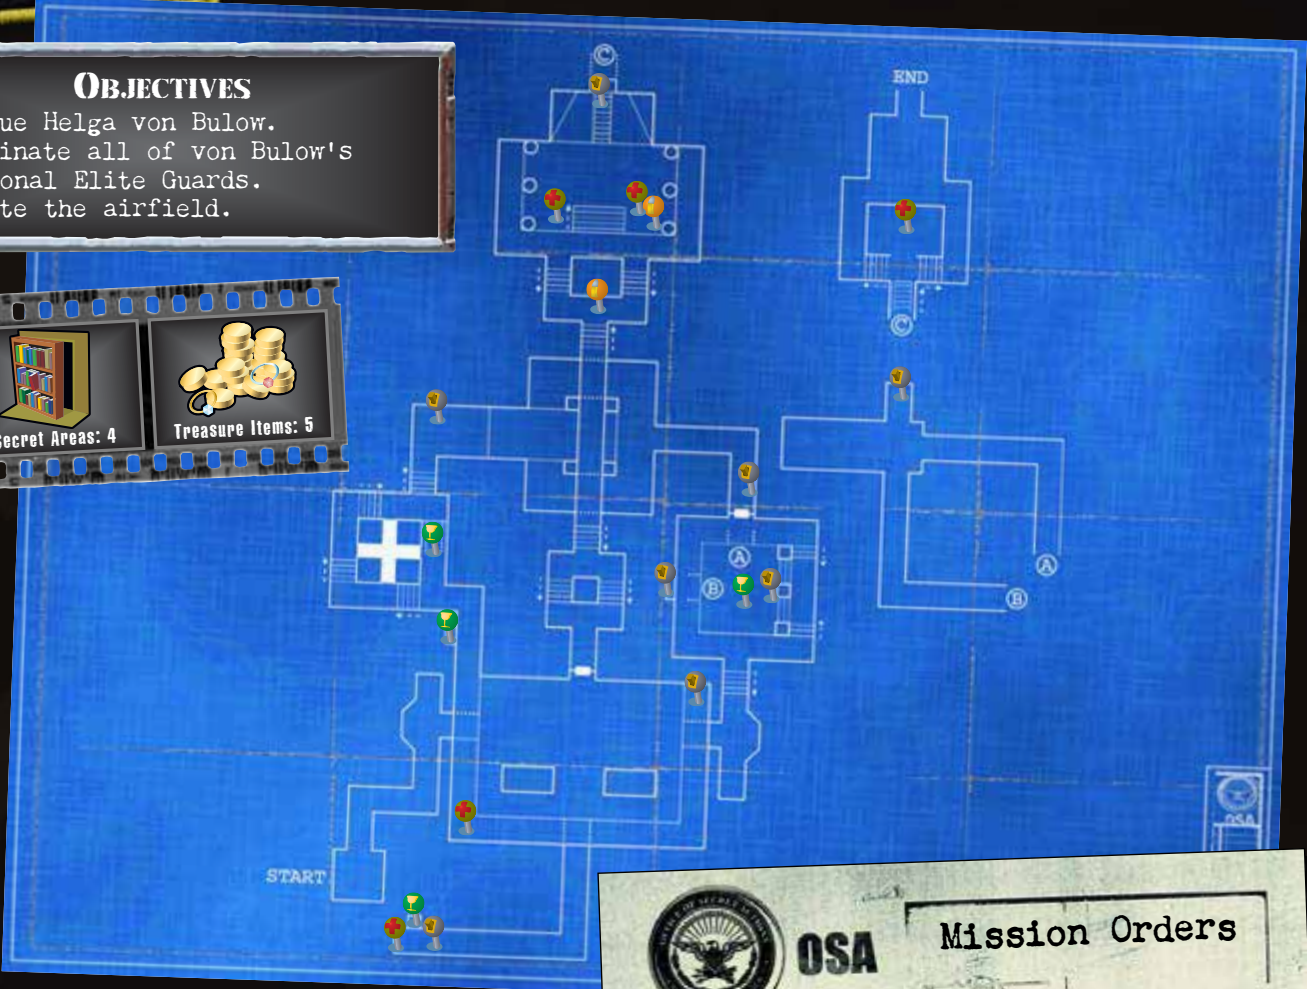 OBJECTIVES
ue Helga von Bulow.
inate all of von Bulow's
onal Elite Guards.
te the airfield.
Secret Areas: 4
Treasure Items: 5
C
END
C
A
B
A
B
START
OSA
OSA
Mission Orders